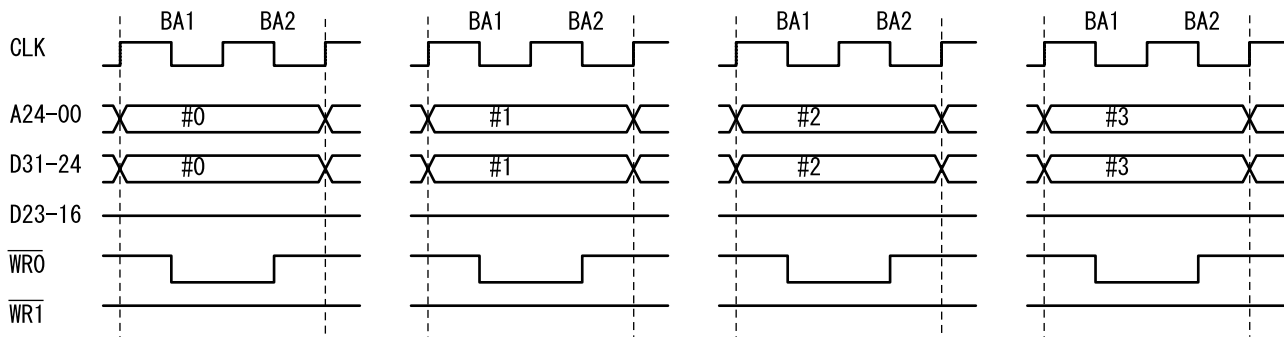 BA1 BA2 BA1 BA2 BA1 BA2 BA1 BA2
CLK
A24-00 #0 #1 #2 #3
D31-24 #0 #1 #2 #3
D23-16
WR0
WR1